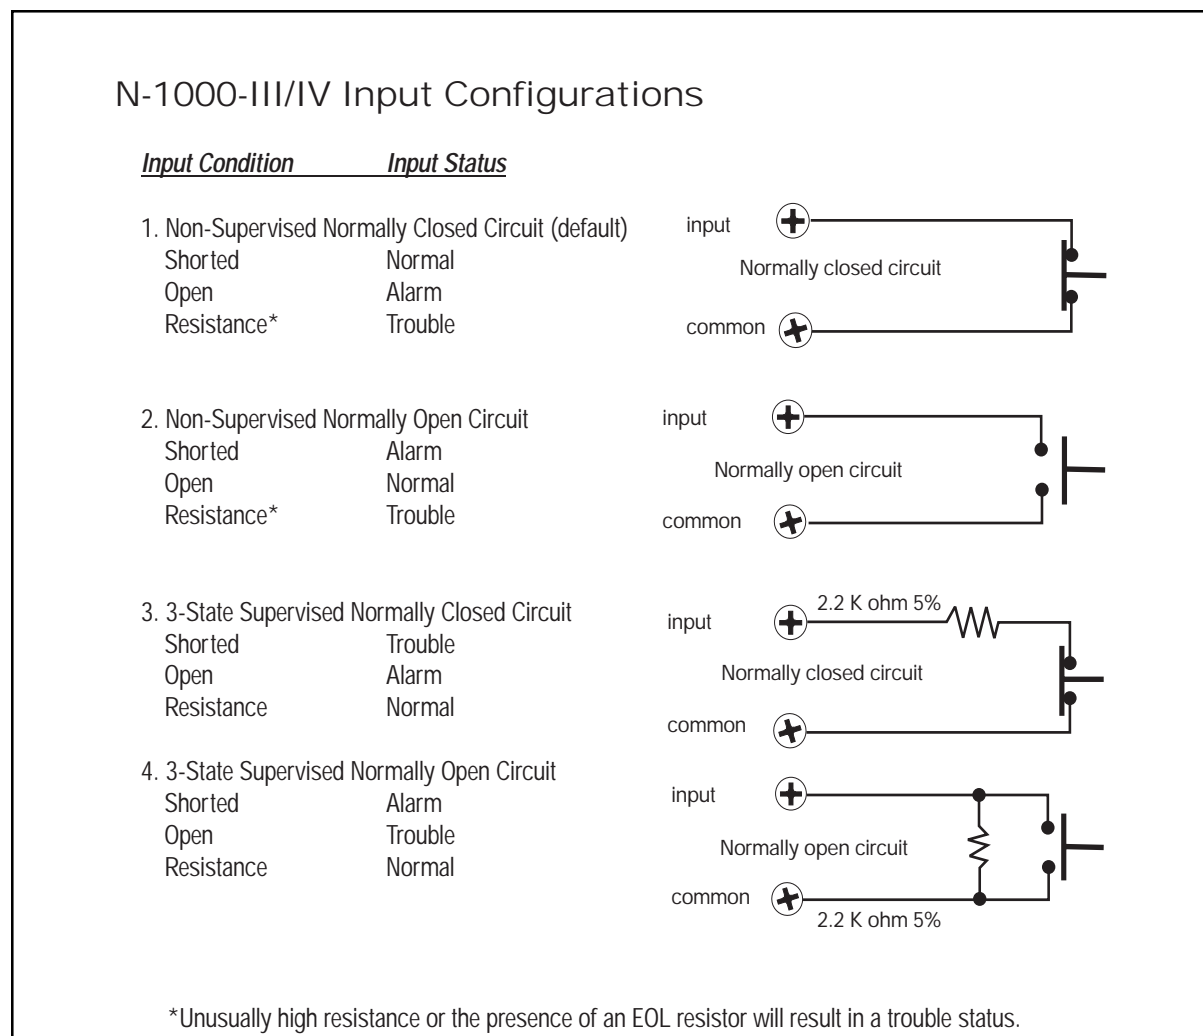 N-1000-III/IV Input Configurations
Input Condition Input Status
1. Non-Supervised Normally Closed Circuit (default)
Shorted Normal
Open Alarm
Resistance* Trouble
input
Normally closed circuit
common
2. Non-Supervised Normally Open Circuit
Shorted Alarm
Open Normal
Resistance* Trouble
input
Normally open circuit
common
3. 3-State Supervised Normally Closed Circuit
Shorted Trouble
Open Alarm
Resistance Normal
2.2 K ohm 5%
input
Normally closed circuit
common
4. 3-State Supervised Normally Open Circuit
Shorted Alarm
Open Trouble
Resistance Normal
input
Normally open circuit
common
2.2 K ohm 5%
*Unusually high resistance or the presence of an EOL resistor will result in a trouble status.